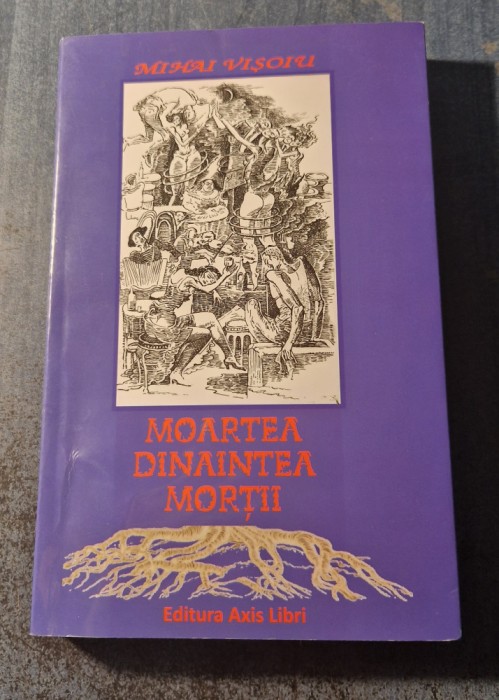 MIHAI VIȘOIU
MOARTEA
DINAINTEA
MORȚII
Editura Axis Libri